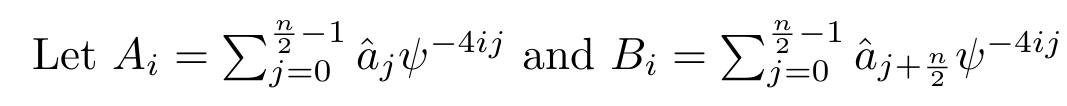 Let $A_i = \sum_{j=0}^{\frac{n}{2}-1} \hat{a}_j \psi^{-4ij}$ and $B_i = \sum_{j=0}^{\frac{n}{2}-1} \hat{a}_{j+\frac{n}{2}} \psi^{-4ij}$